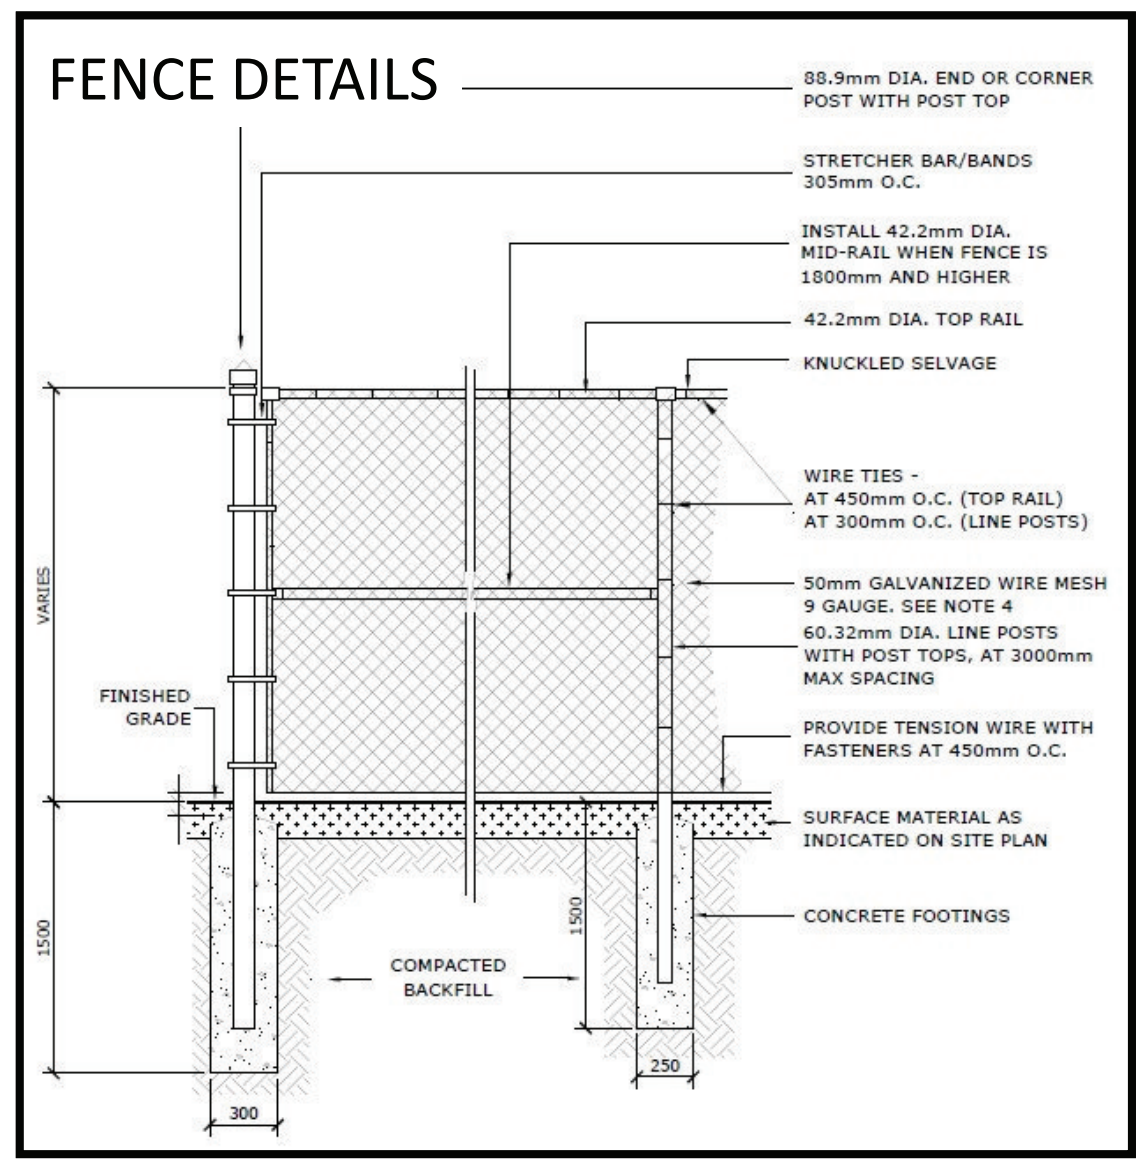 FENCE DETAILS
88.9mm DIA. END OR CORNER
POST WITH POST TOP
STRETCHER BAR/BANDS
305mm O.C.
INSTALL 42.2mm DIA.
MID-RAIL WHEN FENCE IS
1800mm AND HIGHER
42.2mm DIA. TOP RAIL
KNUCKLED SELVAGE
WIRE TIES -
AT 450mm O.C. (TOP RAIL)
AT 300mm O.C. (LINE POSTS)
50mm GALVANIZED WIRE MESH
9 GAUGE. SEE NOTE 4
60.32mm DIA. LINE POSTS
WITH POST TOPS, AT 3000mm
MAX SPACING
VARIES
FINISHED
GRADE
PROVIDE TENSION WIRE WITH
FASTENERS AT 450mm O.C.
SURFACE MATERIAL AS
INDICATED ON SITE PLAN
1500
1500
CONCRETE FOOTINGS
COMPACTED
BACKFILL
250
300